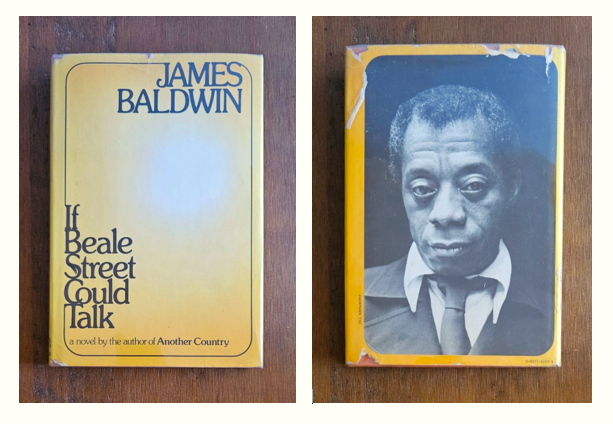 JAMES
BALDWIN
If
Beale
Street
Could
Talk
a novel by the author of Another Country